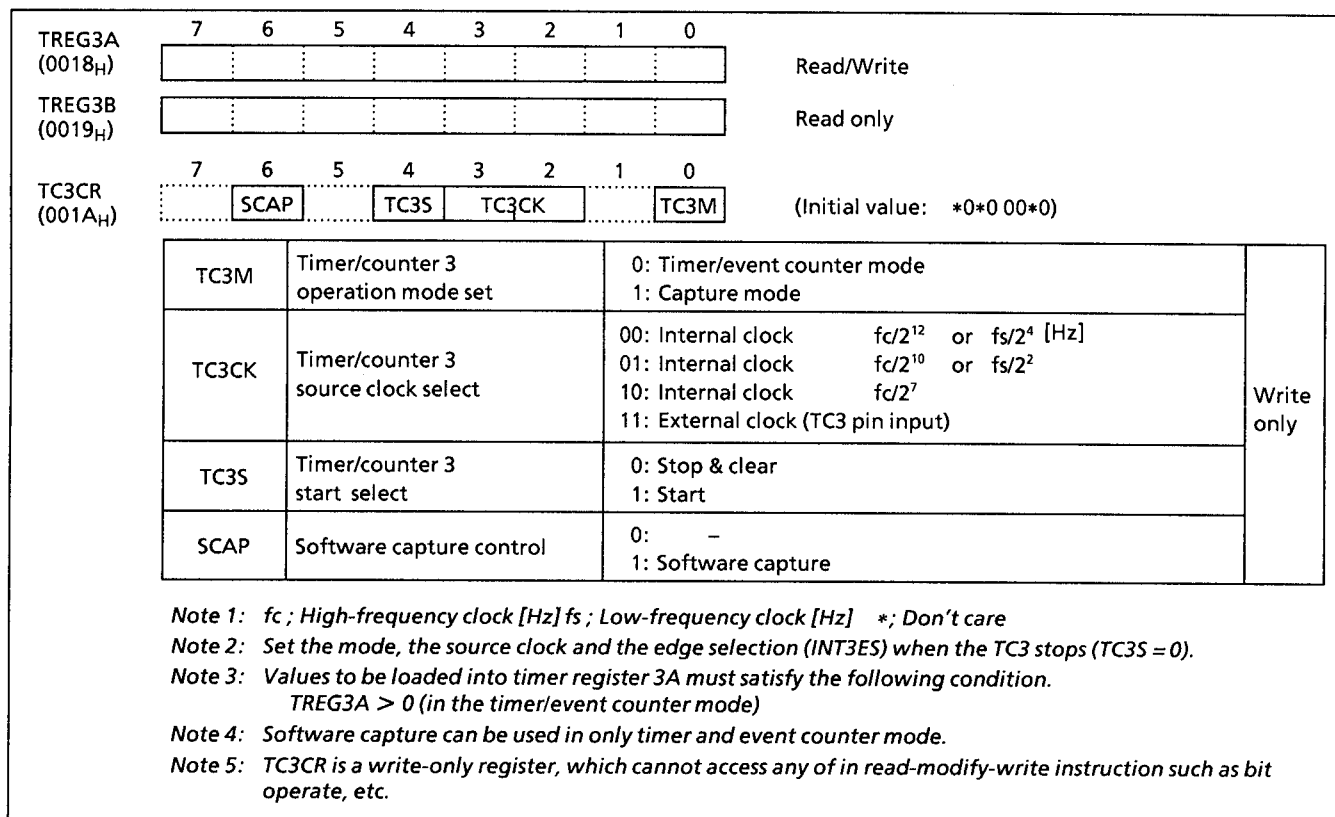 7 6 5 4 3 2 1 0
TREG3A
(0018H) Read/Write
TREG3B
(0019H) Read only
7 6 5 4 3 2 1 0
TC3CR
(001AH) SCAP TC3S TC3CK TC3M (Initial value: *0*0 00*0)
TC3M Timer/counter 3 operation mode set 0: Timer/event counter mode
1: Capture mode
TC3CK Timer/counter 3 source clock select 00: Internal clock fc/2¹² or fs/2⁴ [Hz]
01: Internal clock fc/2¹⁰ or fs/2²
10: Internal clock fc/2⁷
11: External clock (TC3 pin input)
TC3S Timer/counter 3 start select 0: Stop & clear
1: Start
SCAP Software capture control 0: –
1: Software capture
Write only
Note 1: fc ; High-frequency clock [Hz] fs ; Low-frequency clock [Hz] *; Don't care
Note 2: Set the mode, the source clock and the edge selection (INT3ES) when the TC3 stops (TC3S = 0).
Note 3: Values to be loaded into timer register 3A must satisfy the following condition.
TREG3A > 0 (in the timer/event counter mode)
Note 4: Software capture can be used in only timer and event counter mode.
Note 5: TC3CR is a write-only register, which cannot access any of in read-modify-write instruction such as bit
operate, etc.